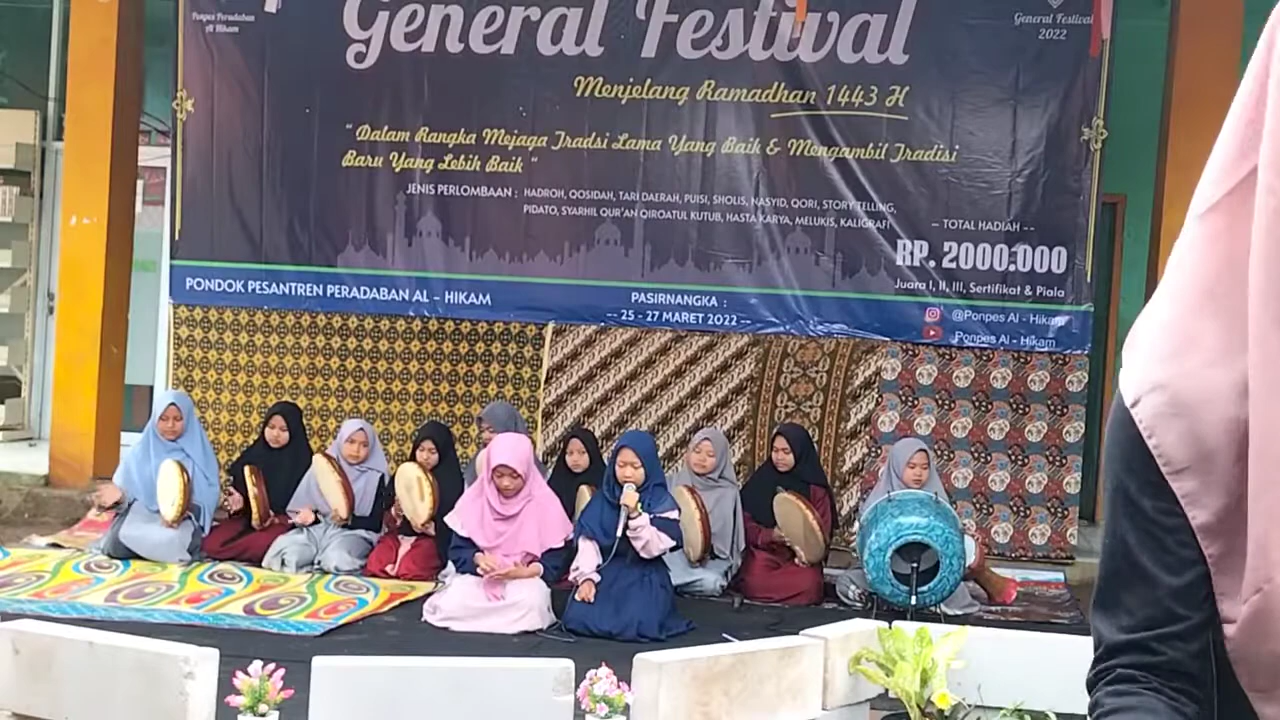 Ponpes Peradaban
Al Hikam
General Festival
General Festival
2022
Menjelang Ramadhan 1443 H
"Dalam Rangka Mejaga Tradsi Lama Yang Baik & Mengambil Tradisi
Baru Yang Lebih Baik"
JENIS PERLOMBAAN : HADROH, QOSIDAH, TARI DAERAH, PUISI, SHOLIS, NASYID, QORI, STORY TELLING,
PIDATO, SYARHIL QUR'AN QIROATUL KUTUB, HASTA KARYA, MELUKIS, KALIGRAFI
-- TOTAL HADIAH --
RP. 2000.000
Juara I, II, III, Sertifikat & Piala
PONDOK PESANTREN PERADABAN AL - HIKAM
PASIRNANGKA :
-- 25 - 27 MARET 2022 --
@Ponpes Al - Hikam
Ponpes Al - Hikam